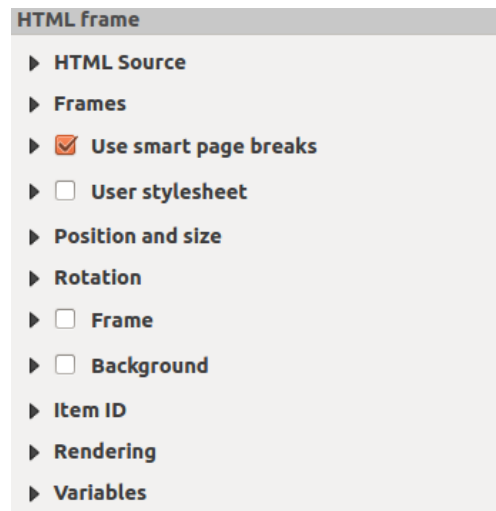 HTML frame
HTML Source
Frames
Use smart page breaks
User stylesheet
Position and size
Rotation
Frame
Background
Item ID
Rendering
Variables